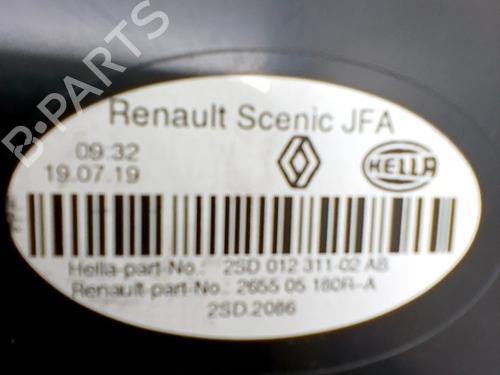 B-PARTS
Renault Scenic JFA
09:32
19.07.19
HELLA
Hella-part-No.: 2SD 012 311-02 AB
Renault-part-No.: 2655 05 180R-A
2SD.2086